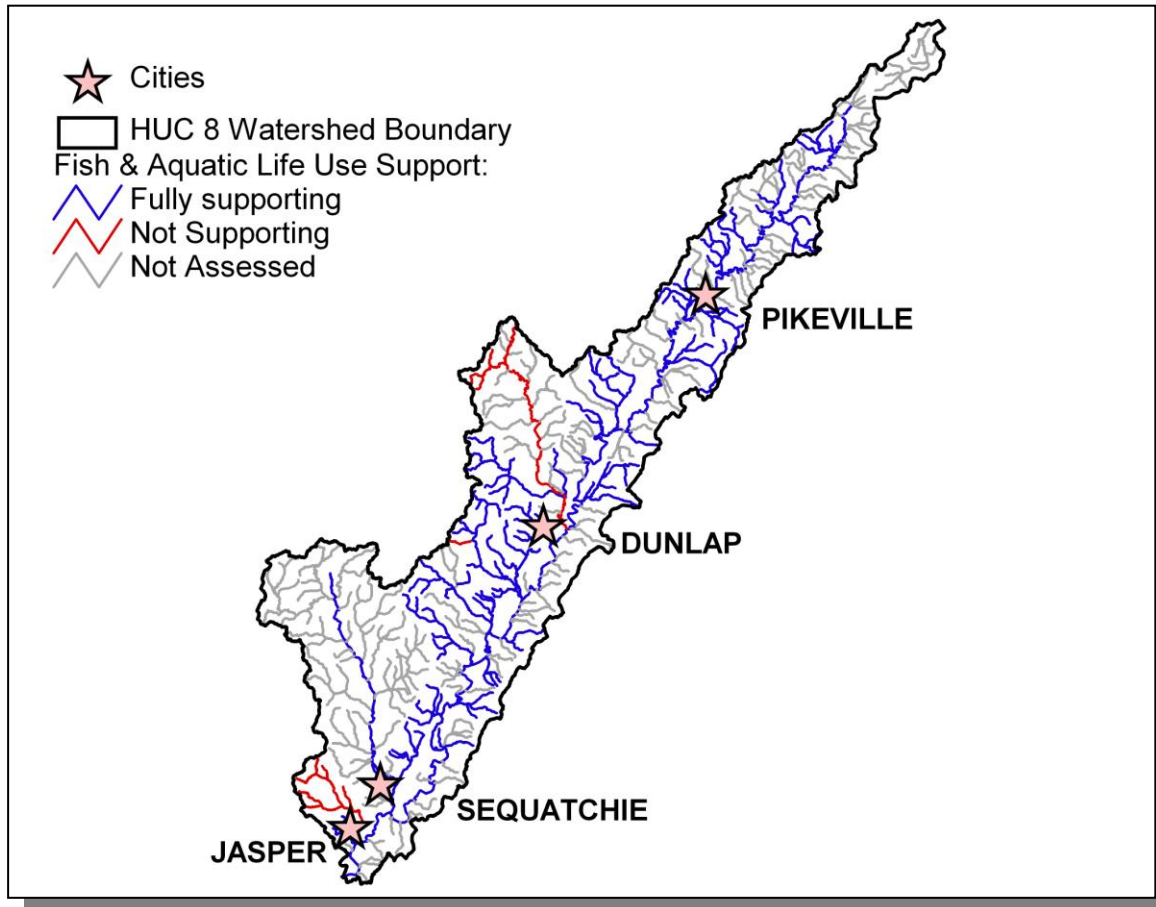 Cities
HUC 8 Watershed Boundary
Fish & Aquatic Life Use Support:
Fully supporting
Not Supporting
Not Assessed
PIKEVILLE
DUNLAP
SEQUATCHIE
JASPER